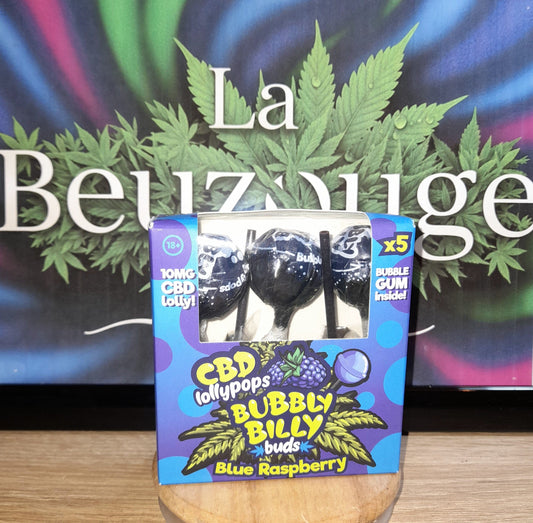 La
Beuzouge
18+
10MG
CBD
lolly!
x5
BUBBLE
GUM
inside!
CBD
lollypops
BUBBLY
BILLY
buds
Blue Raspberry